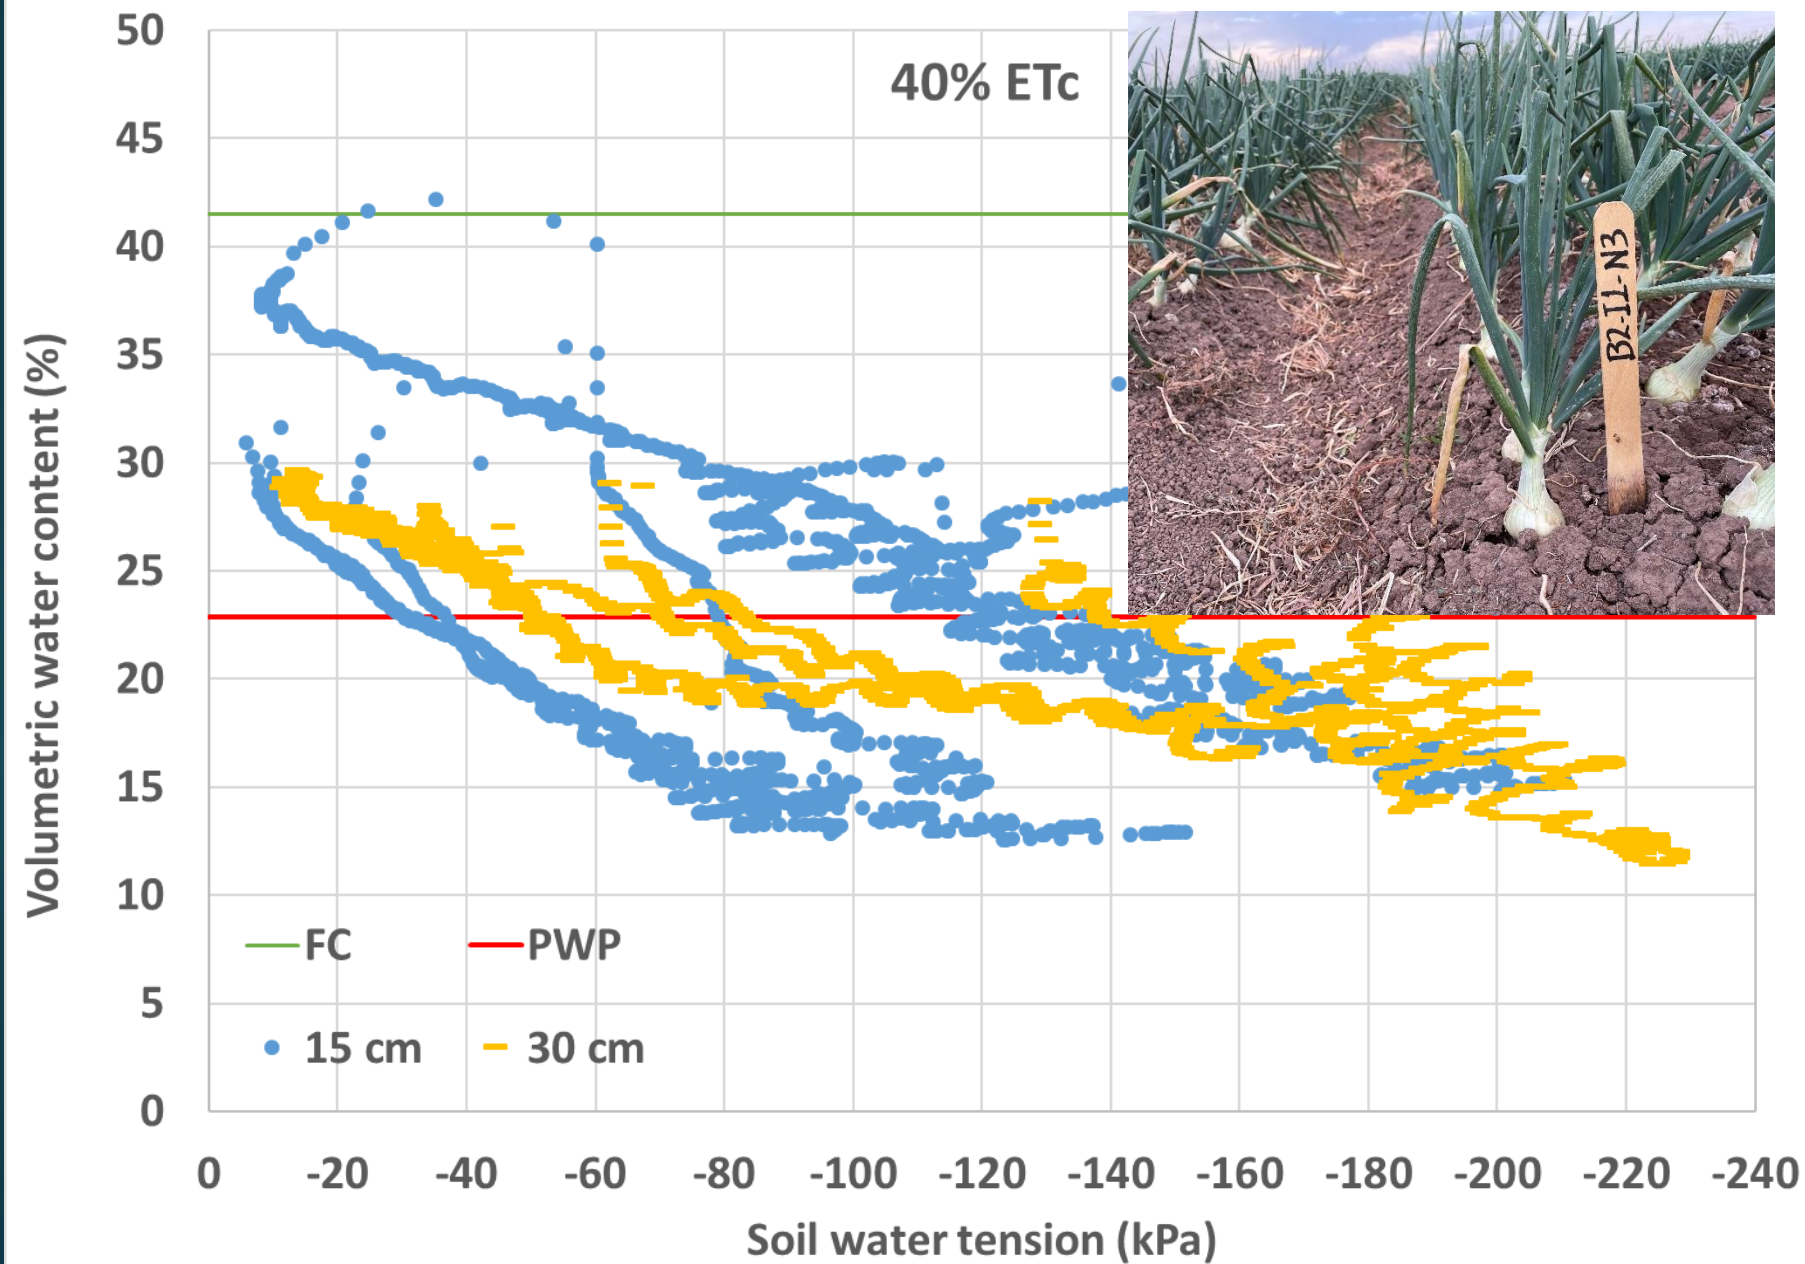 50
40% ETc
45
40
35
30
25
20
15
10
5
0
Volumetric water content (%)
B2-I1-N3
FC
PWP
15 cm
30 cm
0 -20 -40 -60 -80 -100 -120 -140 -160 -180 -200 -220 -240
Soil water tension (kPa)